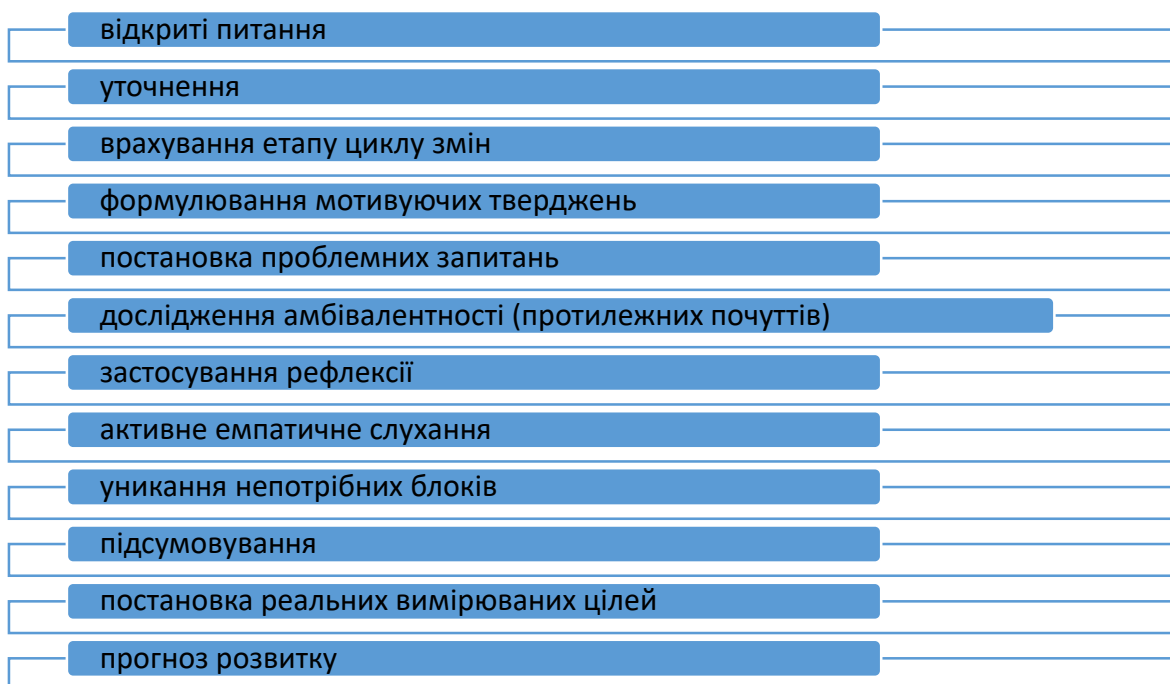 відкриті питання
уточнення
врахування етапу циклу змін
формулювання мотивуючих тверджень
постановка проблемних запитань
дослідження амбівалентності (протилежних почуттів)
застосування рефлексії
активне емпатичне слухання
уникання непотрібних блоків
підсумовування
постановка реальних вимірюваних цілей
прогноз розвитку